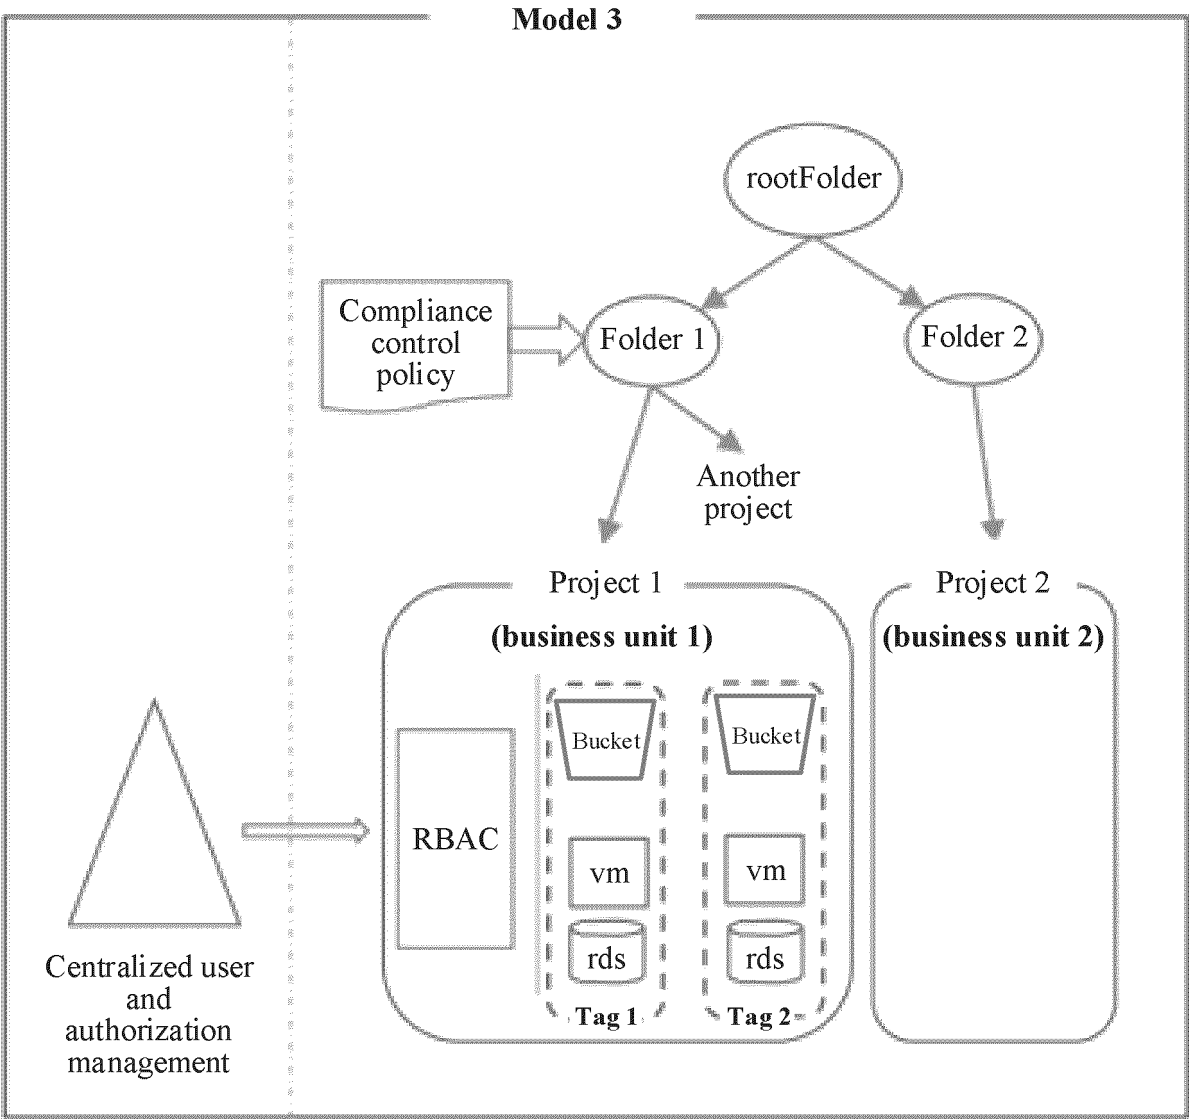 Model 3
rootFolder
Compliance
control
policy
Folder 1
Folder 2
Another
project
Project 1
(business unit 1)
Project 2
(business unit 2)
Bucket
Bucket
RBAC
vm
vm
rds
rds
Tag 1
Tag 2
Centralized user
and
authorization
management